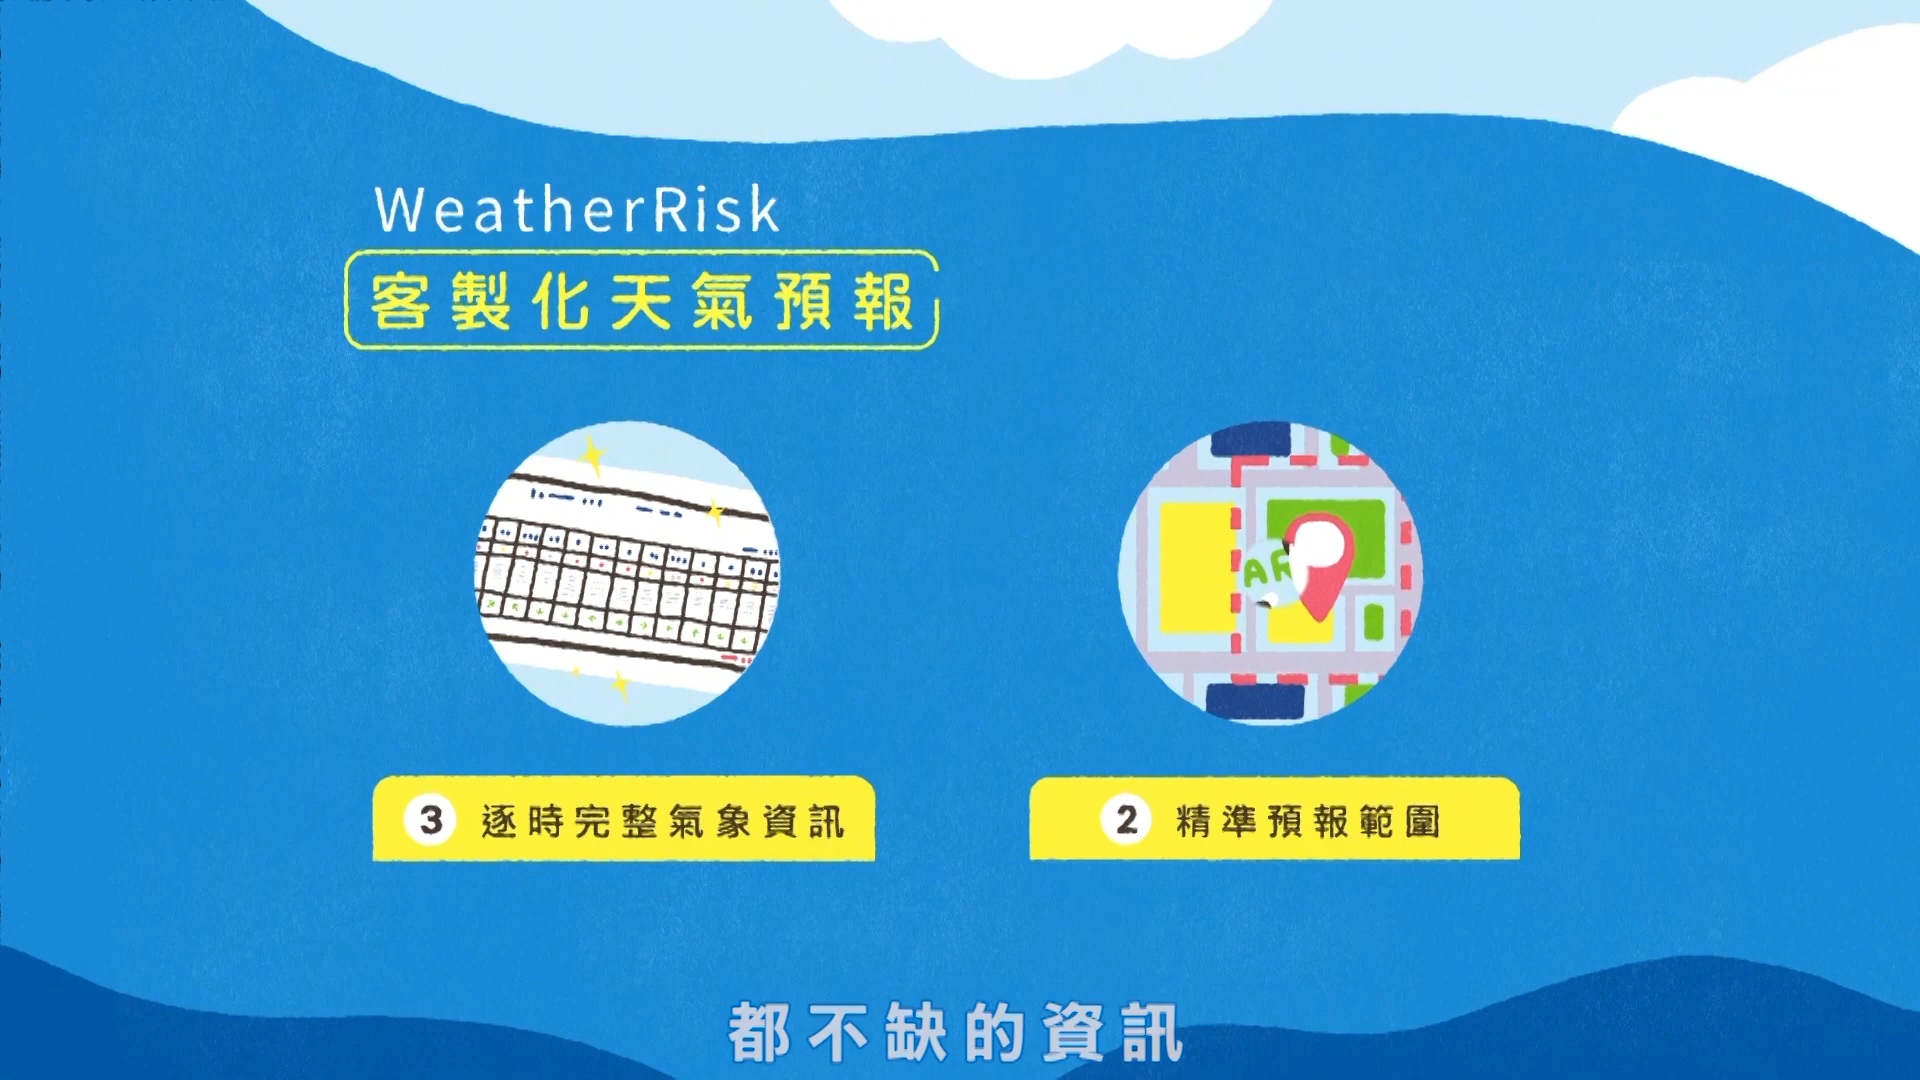 WeatherRisk
客製化天氣預報
AR
3 逐時完整氣象資訊
2 精準預報範圍
都不缺的資訊